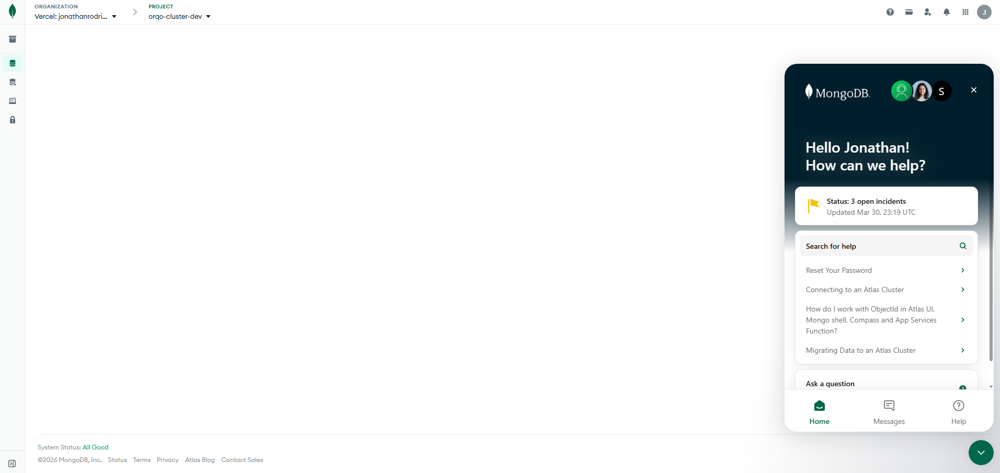 ORGANIZATION
Vercel: jonathanrodri...
PROJECT
orqo-cluster-dev
J
MongoDB.
S
Hello Jonathan!
How can we help?
Status: 3 open incidents
Updated Mar 30, 23:19 UTC
Search for help
Reset Your Password
Connecting to an Atlas Cluster
How do I work with ObjectId in Atlas UI,
Mongo shell, Compass and App Services
Function?
Migrating Data to an Atlas Cluster
Ask a question
Home
Messages
Help
System Status: All Good
©2026 MongoDB, Inc. Status Terms Privacy Atlas Blog Contact Sales